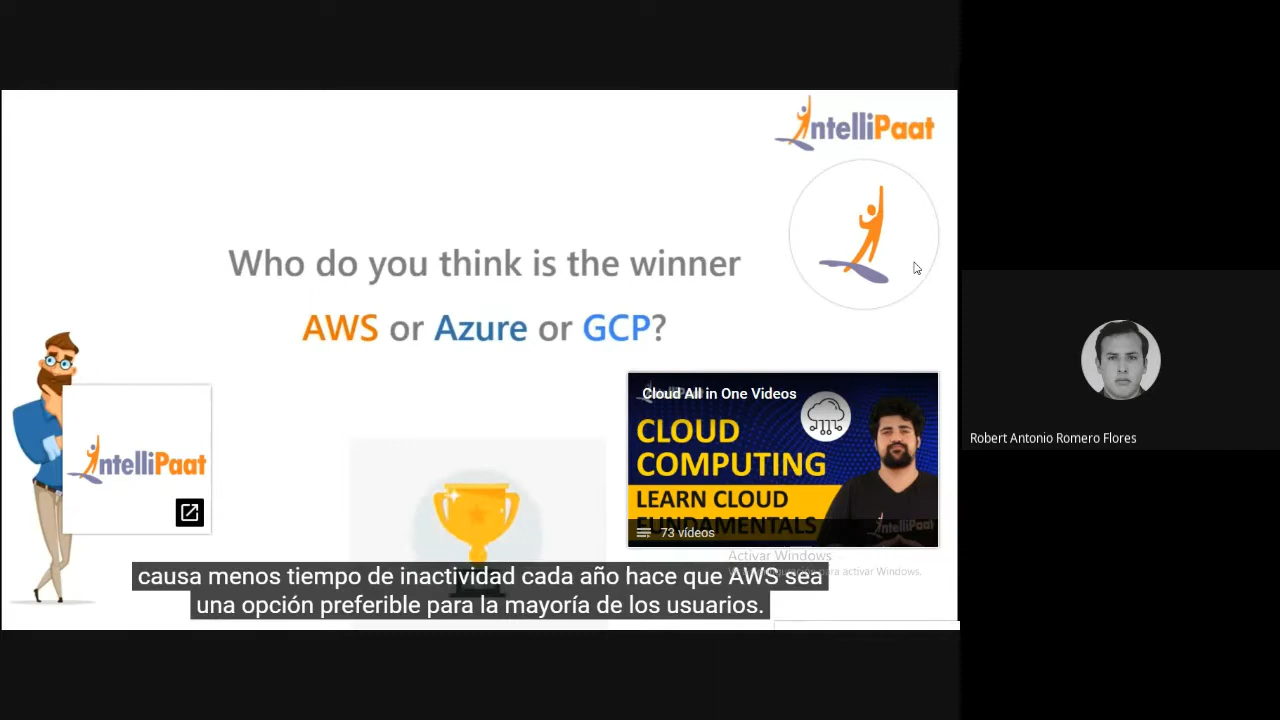 IntelliPaat
Who do you think is the winner
AWS or Azure or GCP?
IntelliPaat
Cloud All in One Videos
CLOUD
COMPUTING
LEARN CLOUD
FUNDAMENTALS
IntelliPaat
73 vídeos
Activar Windows
para activar Windows.
causa menos tiempo de inactividad cada año hace que AWS sea
una opción preferible para la mayoría de los usuarios.
Robert Antonio Romero Flores